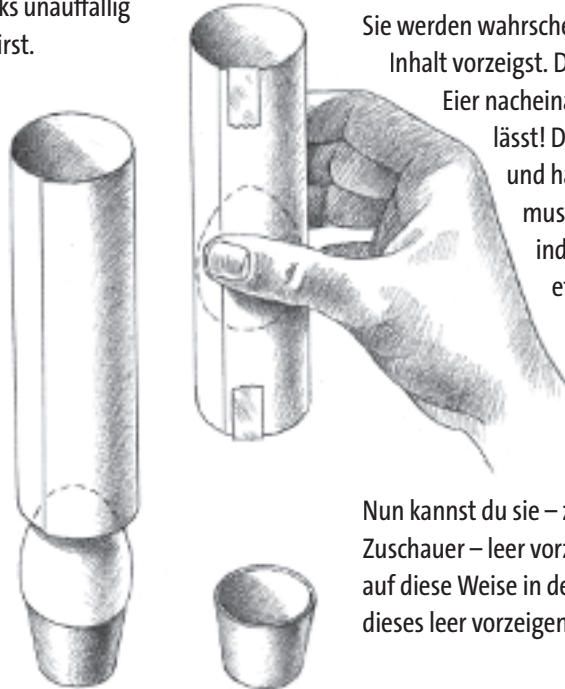 ks unauffällig
irst.
Sie werden wahrsche
Inhalt vorzeigst. D
Eier nacheina
lässt! D
und ha
mus
ind
e
Nun kannst du sie – z
Zuschauer – leer vorz
auf diese Weise in de
dieses leer vorzeigen